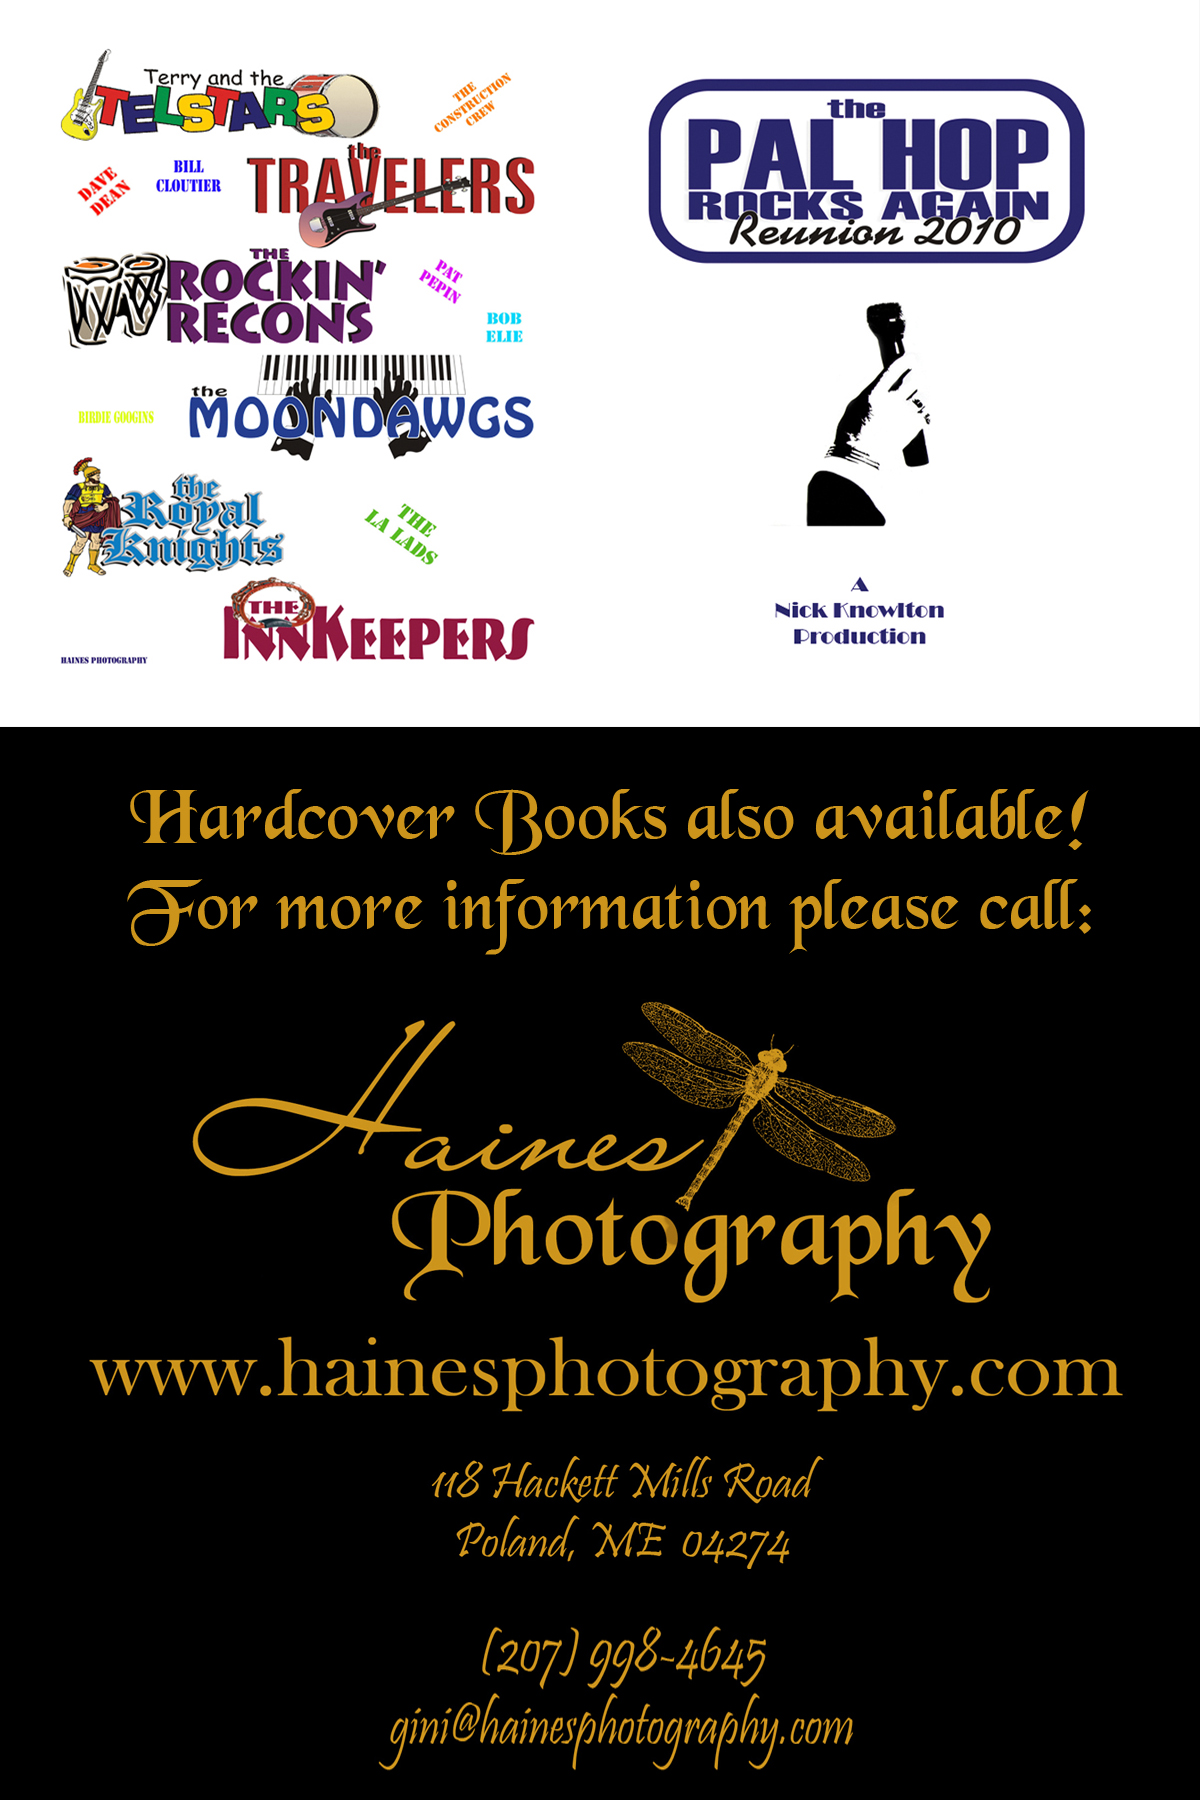 Terry and the
TELSTARS
THE
CONSTRUCTION
CREW
DAVE
DEAN
BILL
CLOUTIER
the
TRAVELERS
THE
ROCKIN'
RECONS
PAT
PEPIN
BOB
ELIE
the
MOONDAWGS
BIRDIE GOOGINS
the
Royal
Knights
THE
LA LADS
THE
INNKEEPERS
HAINES PHOTOGRAPHY
the
PAL HOP
ROCKS AGAIN
Reunion 2010
A
Nick Knowlton
Production
Hardcover Books also available!
For more information please call:
Haines
Photography
www.hainesphotography.com
118 Hackett Mills Road
Poland, ME 04274
(207) 998-4645
gini@hainesphotography.com